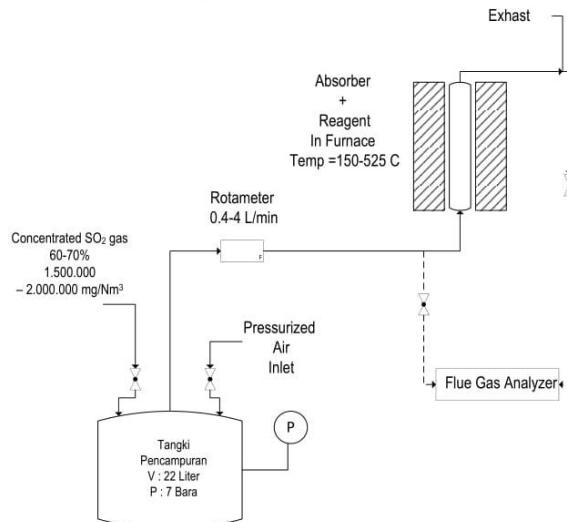 Exhast
Absorber
+
Reagent
In Furnace
Temp =150-525 C
Rotameter
0.4-4 L/min
F
Concentrated SO₂ gas
60-70%
1.500.000
– 2.000.000 mg/Nm³
Pressurized
Air
Inlet
Flue Gas Analyzer
P
Tangki
Pencampuran
V : 22 Liter
P : 7 Bara